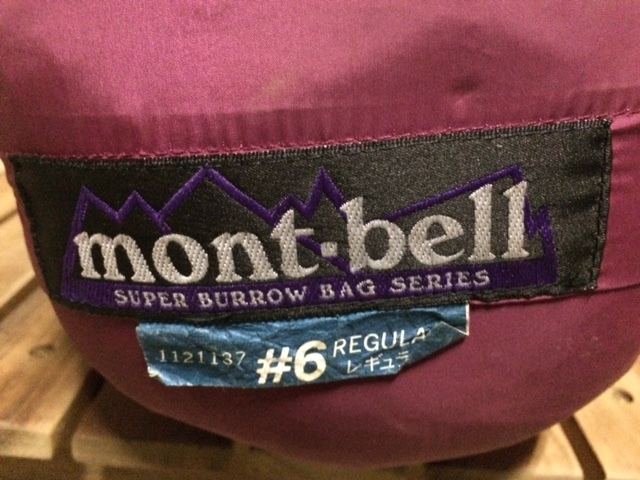 mont-bell
SUPER BURROW BAG SERIES
1121137 #6 REGULA
レギュラ